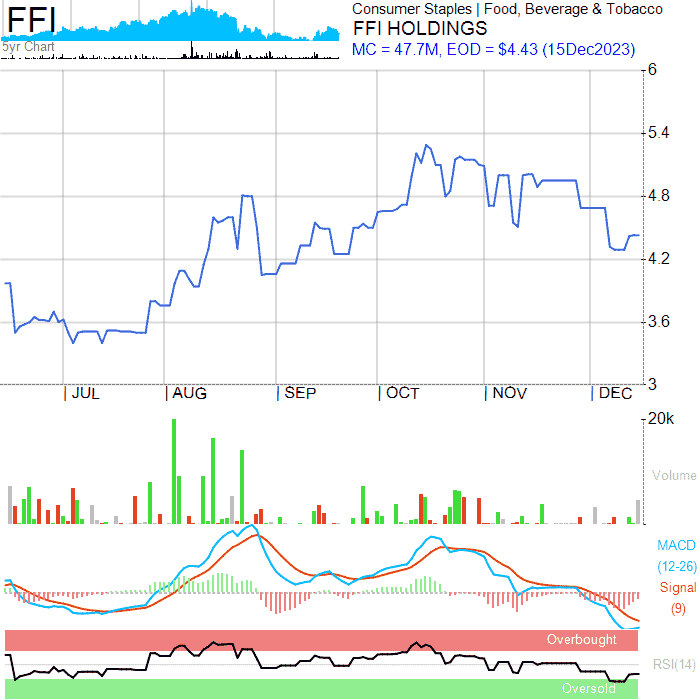 FFI
5yr Chart
Consumer Staples | Food, Beverage & Tobacco
FFI HOLDINGS
MC = 47.7M, EOD = $4.43 (15Dec2023)
6
5.4
4.8
4.2
3.6
3
| JUL | AUG | SEP | OCT | NOV | DEC
20k
Volume
MACD
(12-26)
Signal
(9)
Overbought
RSI(14)
Oversold